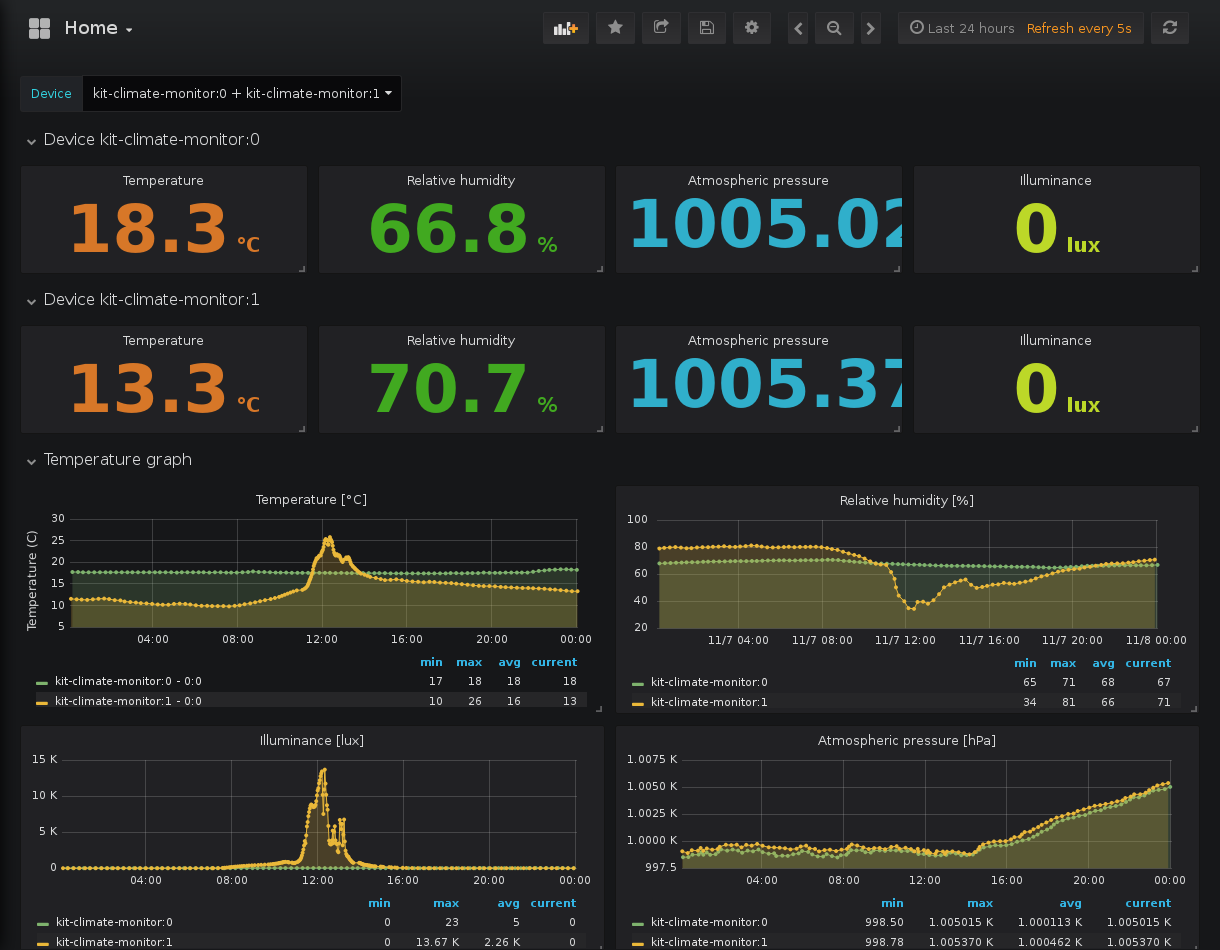 Home
Last 24 hours Refresh every 5s
Device kit-climate-monitor:0 + kit-climate-monitor:1
Device kit-climate-monitor:0
Temperature Relative humidity Atmospheric pressure Illuminance
18.3 °C 66.8 % 1005.02 0 lux
Device kit-climate-monitor:1
Temperature Relative humidity Atmospheric pressure Illuminance
13.3 °C 70.7 % 1005.37 0 lux
Temperature graph
Temperature [°C]
Temperature (C)
30
25
20
15
10
5
04:00 08:00 12:00 16:00 20:00 00:00
min max avg current
kit-climate-monitor:0 - 0:0 17 18 18 18
kit-climate-monitor:1 - 0:0 10 26 16 13
Relative humidity [%]
100
80
60
40
20
11/7 04:00 11/7 08:00 11/7 12:00 11/7 16:00 11/7 20:00 11/8 00:00
min max avg current
kit-climate-monitor:0 65 71 68 67
kit-climate-monitor:1 34 81 66 71
Illuminance [lux]
15 K
10 K
5 K
0
04:00 08:00 12:00 16:00 20:00 00:00
min max avg current
kit-climate-monitor:0 0 23 5 0
kit-climate-monitor:1 0 13.67 K 2.26 K 0
Atmospheric pressure [hPa]
1.0075 K
1.0050 K
1.0025 K
1.0000 K
997.5
04:00 08:00 12:00 16:00 20:00 00:00
min max avg current
kit-climate-monitor:0 998.50 1.005015 K 1.000113 K 1.005015 K
kit-climate-monitor:1 998.78 1.005370 K 1.000462 K 1.005370 K